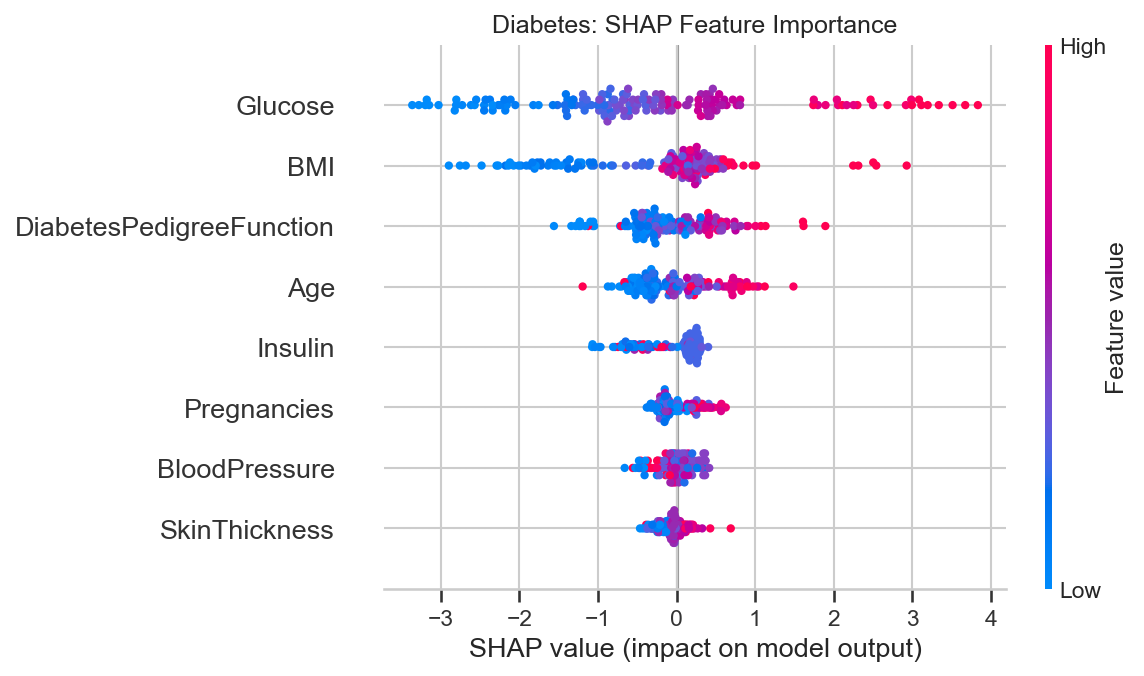 Diabetes: SHAP Feature Importance
High
Glucose
BMI
DiabetesPedigreeFunction
Age
Insulin
Pregnancies
BloodPressure
SkinThickness
Feature value
Low
−3 −2 −1 0 1 2 3 4
SHAP value (impact on model output)